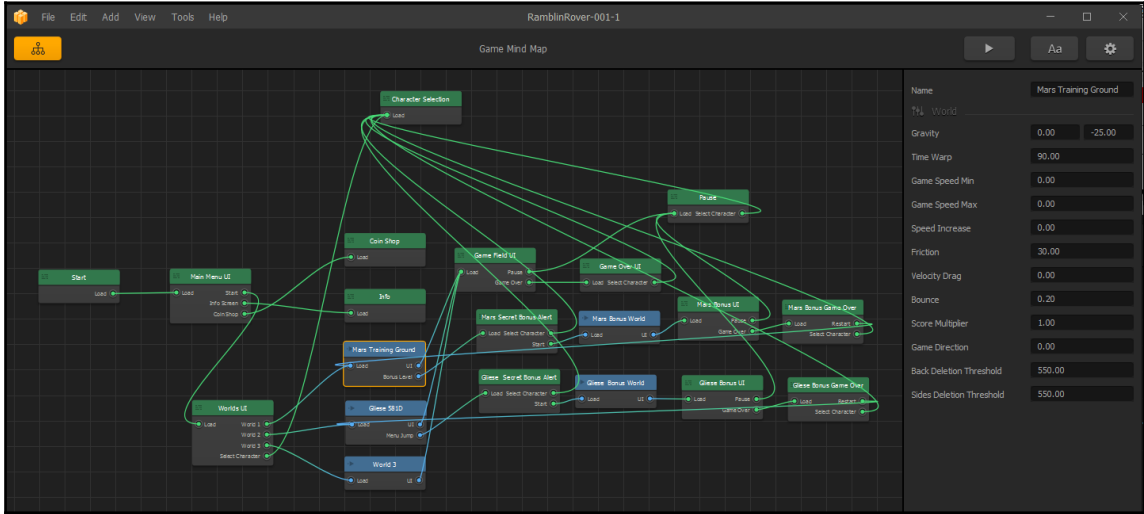 File Edit Add View Tools Help
RamblinRover-001-1
Game Mind Map
Aa
Character Selection
Load
Pause
Load Select Character
Coin Shop
Load
Game Field UI
Load Pause
Game Over
Game Over UI
Load Select Character
Start
Load
Main Menu UI
Load Start
Info Screen
CoinShop
Info
Load
Mars Secret Bonus Alert
Load Select Character
Start
Mars Bonus World
Load UI
Mars Bonus UI
Load Pause
Game Over
Mars Bonus Game Over
Load Restart
Select Character
Mars Training Ground
Load UI
Bonus Level
Gliese Secret Bonus Alert
Load Select Character
Start
Gliese Bonus World
Load UI
Gliese Bonus UI
Load Pause
GameOver
Gliese Bonus Game Over
Load Restart
Select Character
Worlds UI
Load World 1
World 2
World 3
Select Character
Gliese 581D
Load UI
Menu Jump
World 3
Load UI
Name Mars Training Ground
World
Gravity 0.00 -25.00
Time Warp 90.00
Game Speed Min 0.00
Game Speed Max 0.00
Speed Increase 0.00
Friction 30.00
Velocity Drag 0.00
Bounce 0.20
Score Multiplier 1.00
Game Direction 0.00
Back Deletion Threshold 550.00
Sides Deletion Threshold 550.00